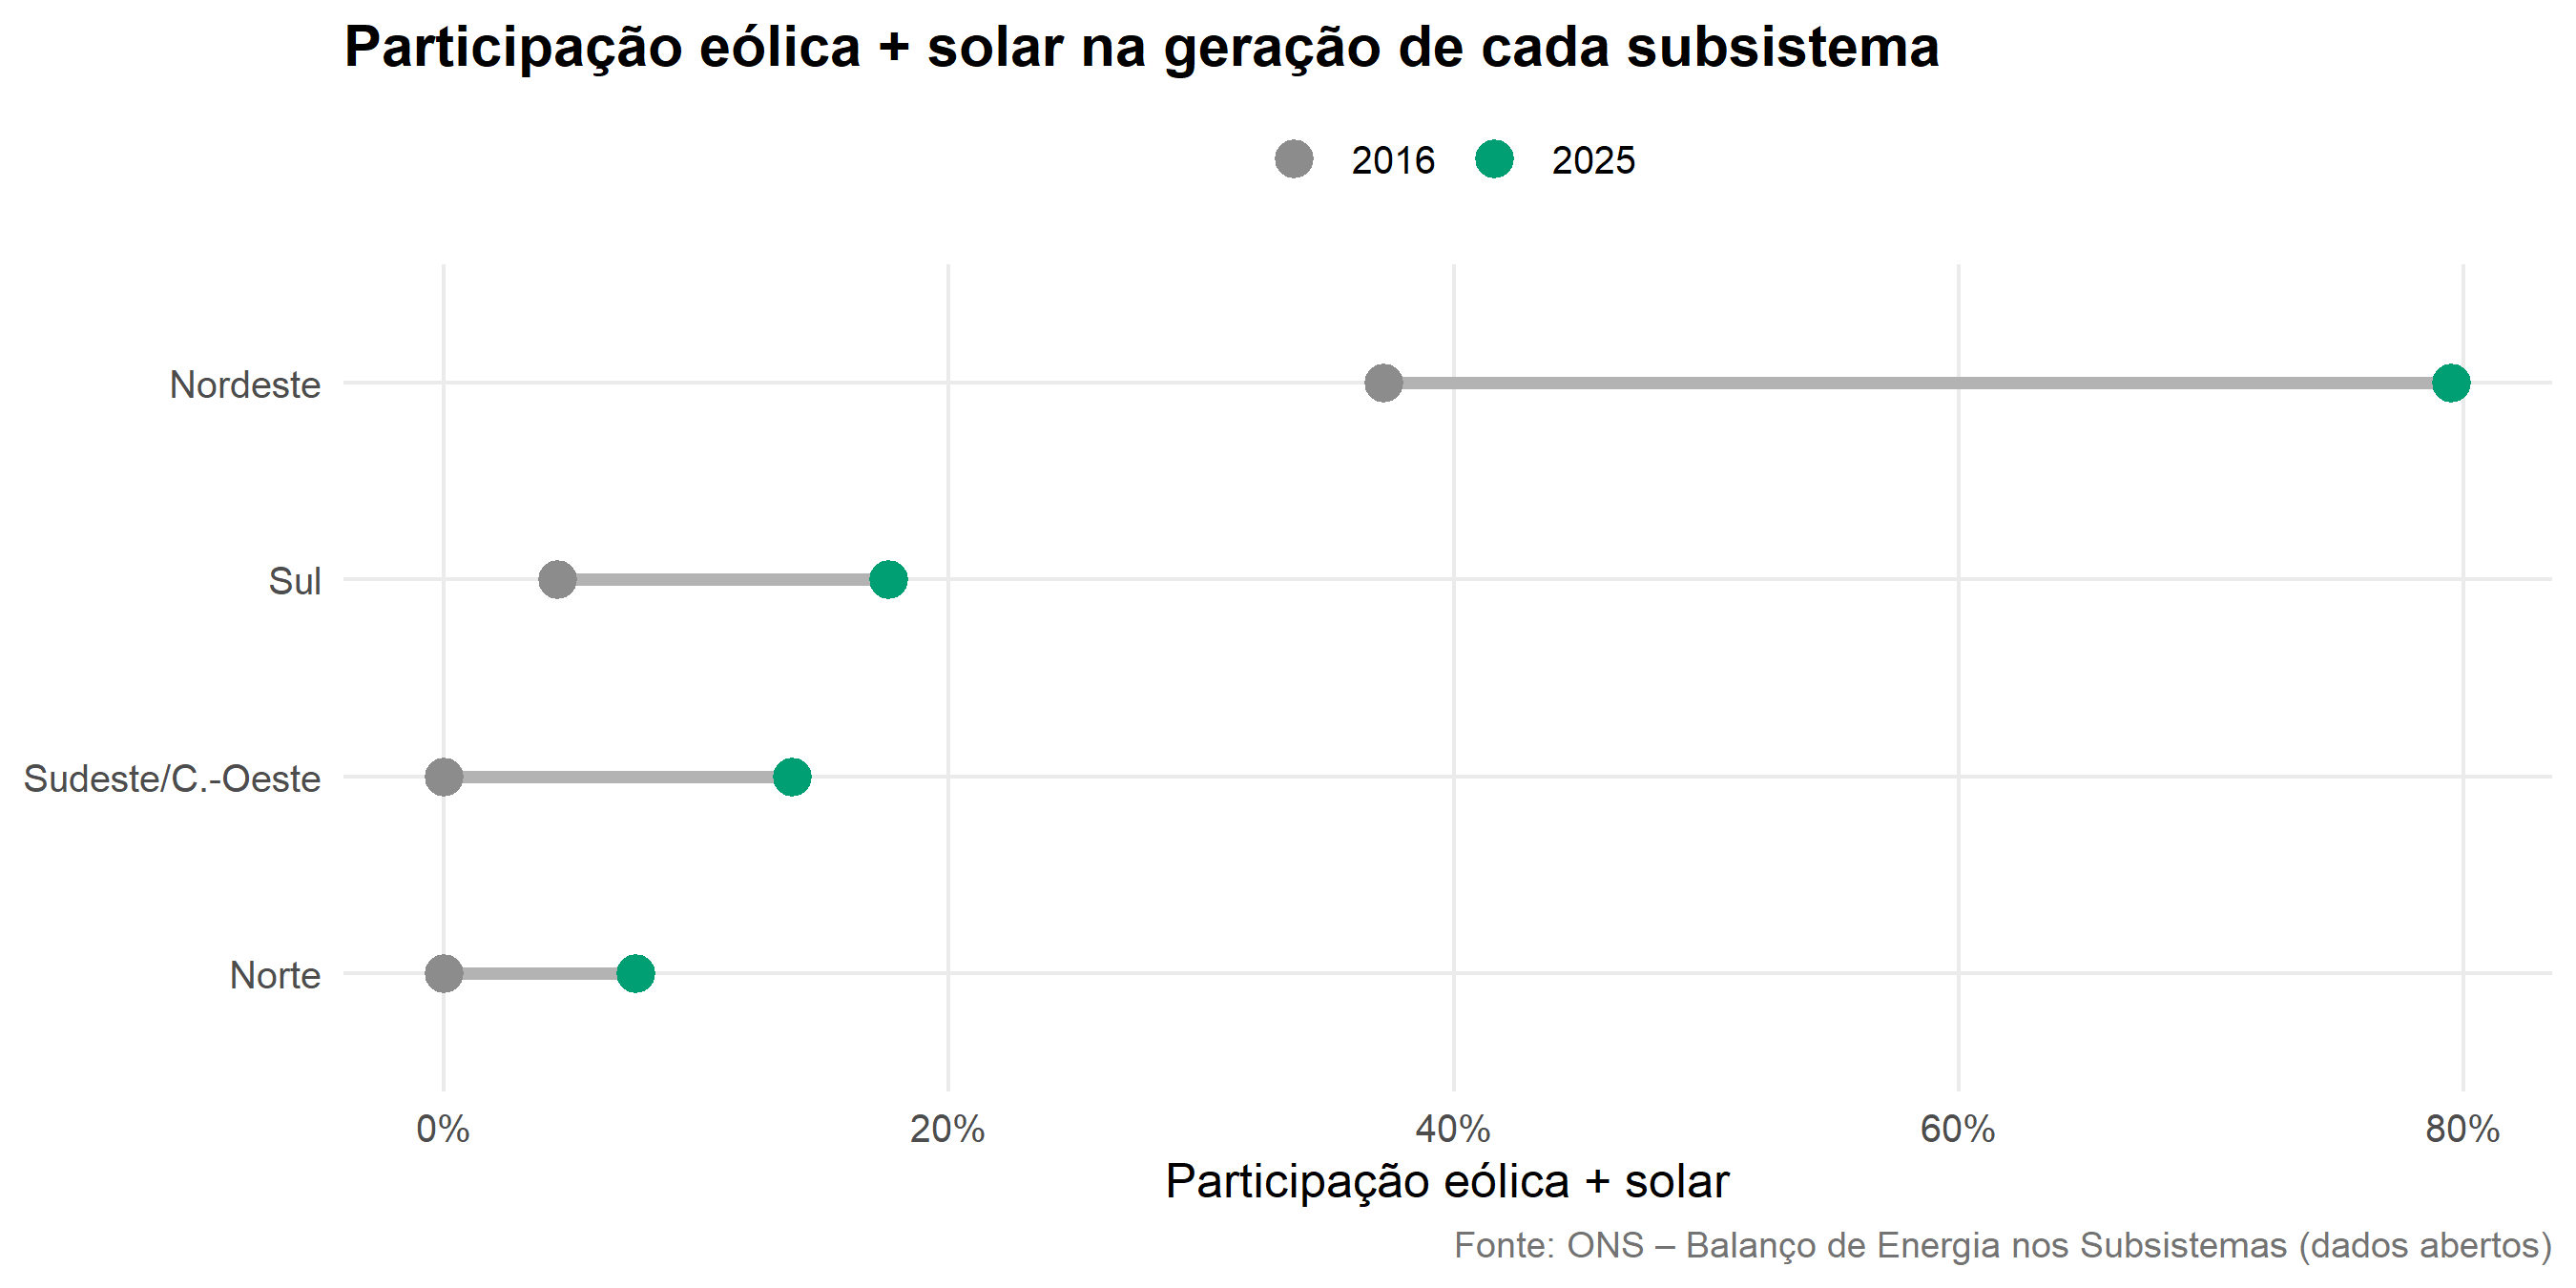 Participação eólica + solar na geração de cada subsistema
2016 2025
Nordeste
Sul
Sudeste/C.-Oeste
Norte
0% 20% 40% 60% 80%
Participação eólica + solar
Fonte: ONS – Balanço de Energia nos Subsistemas (dados abertos)